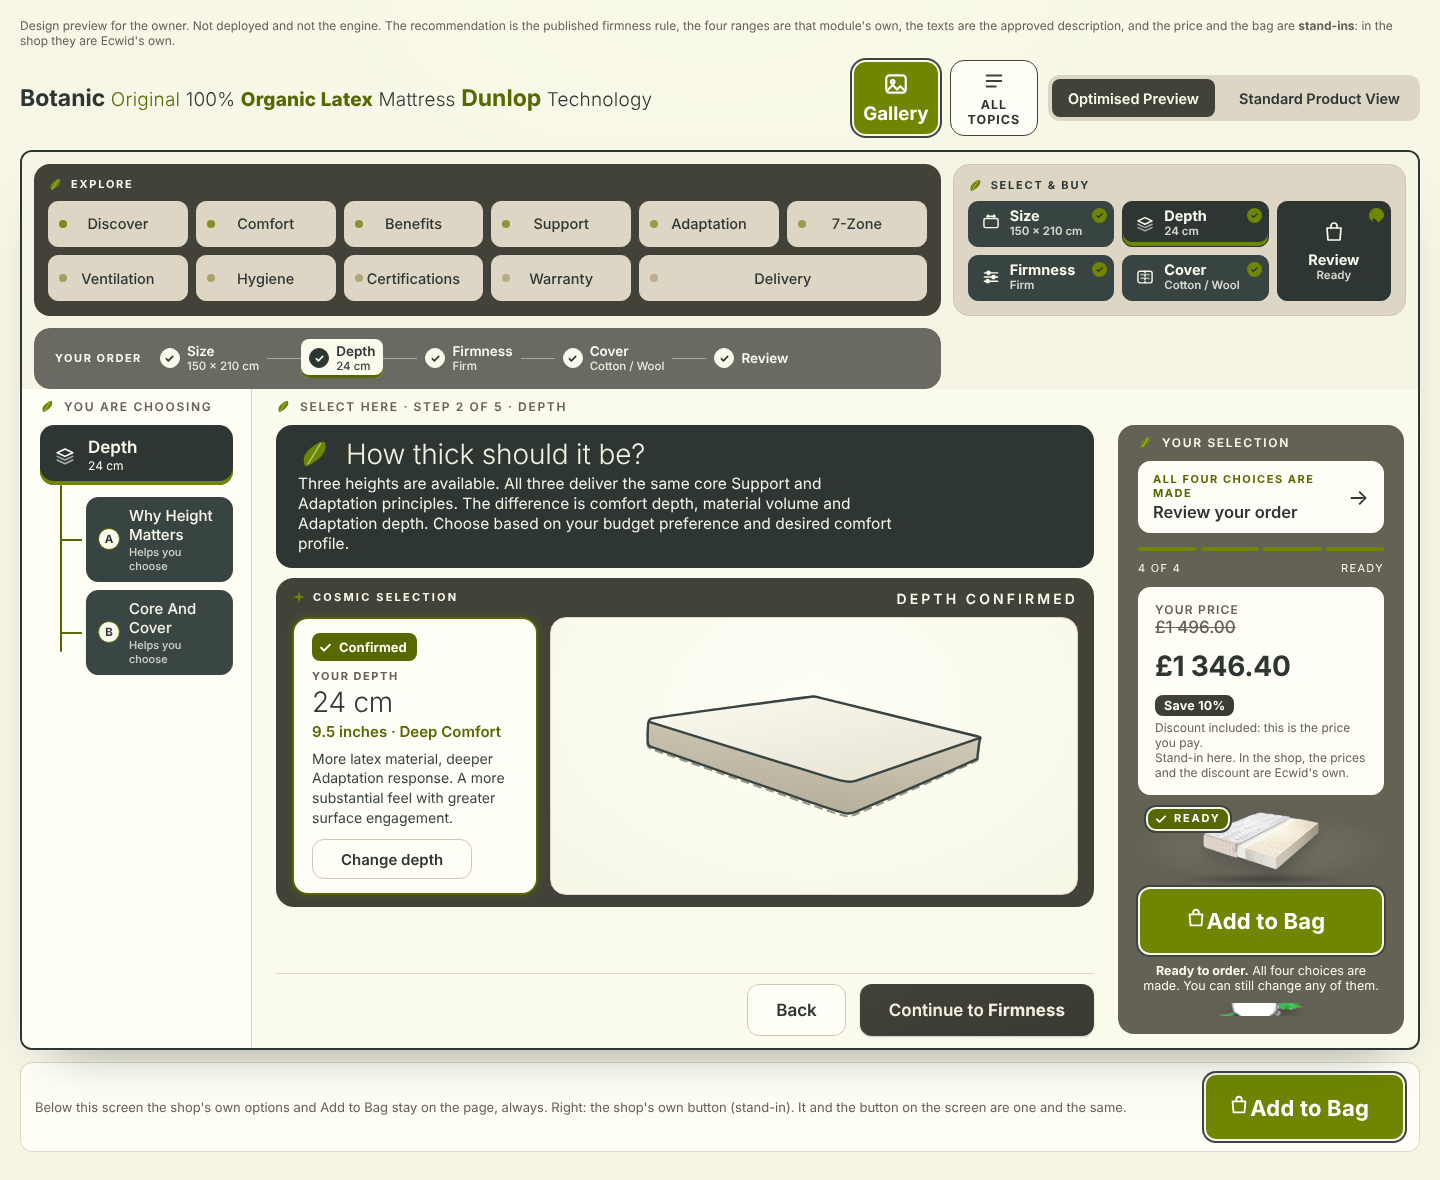 Design preview for the owner. Not deployed and not the engine. The recommendation is the published firmness rule, the four ranges are that module's own, the texts are the approved description, and the price and the bag are stand-ins: in the
shop they are Ecwid's own.
Botanic Original 100% Organic Latex Mattress Dunlop Technology
Gallery
ALL
TOPICS
Optimised Preview
Standard Product View
EXPLORE
Discover
Comfort
Benefits
Support
Adaptation
7-Zone
Ventilation
Hygiene
Certifications
Warranty
Delivery
SELECT & BUY
Size
150 × 210 cm
Depth
24 cm
Firmness
Firm
Cover
Cotton / Wool
Review
Ready
YOUR ORDER
Size
150 × 210 cm
Depth
24 cm
Firmness
Firm
Cover
Cotton / Wool
Review
YOU ARE CHOOSING
Depth
24 cm
A
Why Height
Matters
Helps you
choose
B
Core And
Cover
Helps you
choose
SELECT HERE · STEP 2 OF 5 · DEPTH
How thick should it be?
Three heights are available. All three deliver the same core Support and
Adaptation principles. The difference is comfort depth, material volume and
Adaptation depth. Choose based on your budget preference and desired comfort
profile.
COSMIC SELECTION
DEPTH CONFIRMED
Confirmed
YOUR DEPTH
24 cm
9.5 inches · Deep Comfort
More latex material, deeper
Adaptation response. A more
substantial feel with greater
surface engagement.
Change depth
Back
Continue to Firmness
YOUR SELECTION
ALL FOUR CHOICES ARE
MADE
Review your order
4 OF 4
READY
YOUR PRICE
£1 496.00
£1 346.40
Save 10%
Discount included: this is the price
you pay.
Stand-in here. In the shop, the prices
and the discount are Ecwid's own.
READY
Add to Bag
Ready to order. All four choices are
made. You can still change any of them.
Below this screen the shop's own options and Add to Bag stay on the page, always. Right: the shop's own button (stand-in). It and the button on the screen are one and the same.
Add to Bag